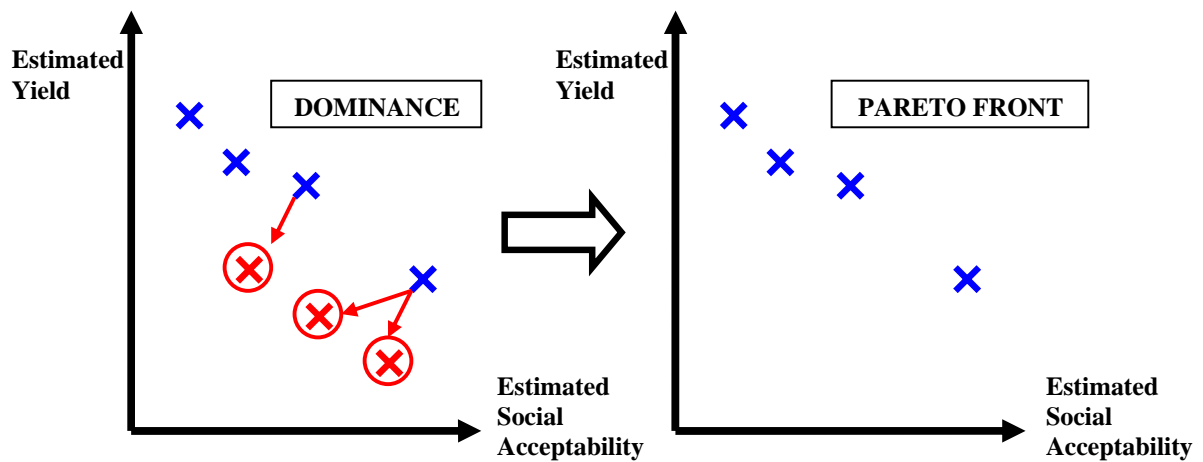 Estimated
Yield
DOMINANCE
Estimated
Social
Acceptability
Estimated
Yield
PARETO FRONT
Estimated
Social
Acceptability